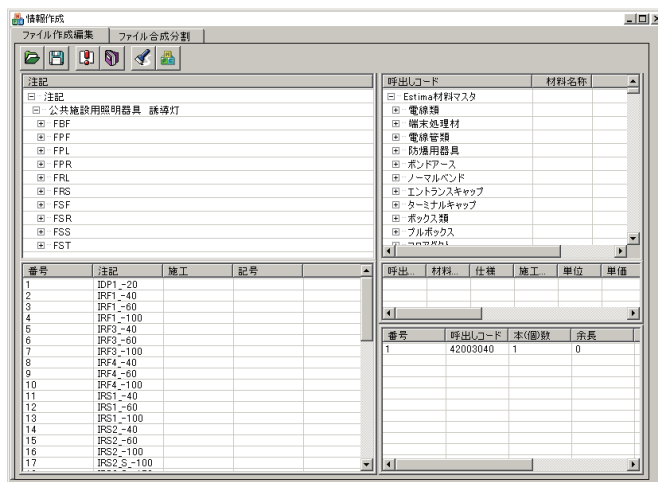 情報作成
ファイル作成編集 ファイル合成分割
注記
注記
公共施設用照明器具 誘導灯
FBF
FPF
FPL
FPR
FRL
FRS
FSF
FSR
FSS
FST
呼出しコード 材料名称
Estima材料マスタ
電線類
端末処理材
電線管類
防爆用器具
ボンドアース
ノーマルベンド
エントランスキャップ
ターミナルキャップ
ボックス類
プルボックス
フロアダクト
番号 注記 施工 記号
1 IDP1_-20
2 IRF1_-40
3 IRF1_-60
4 IRF1_-100
5 IRF3_-40
6 IRF3_-60
7 IRF3_-100
8 IRF4_-40
9 IRF4_-60
10 IRF4_-100
11 IRS1_-40
12 IRS1_-60
13 IRS1_-100
14 IRS2_-40
15 IRS2_-60
16 IRS2_-100
17 IRS2_S_-100
呼出... 材料... 仕様 施工... 単位 単価
番号 呼出しコード 本(個)数 余長
1 42003040 1 0